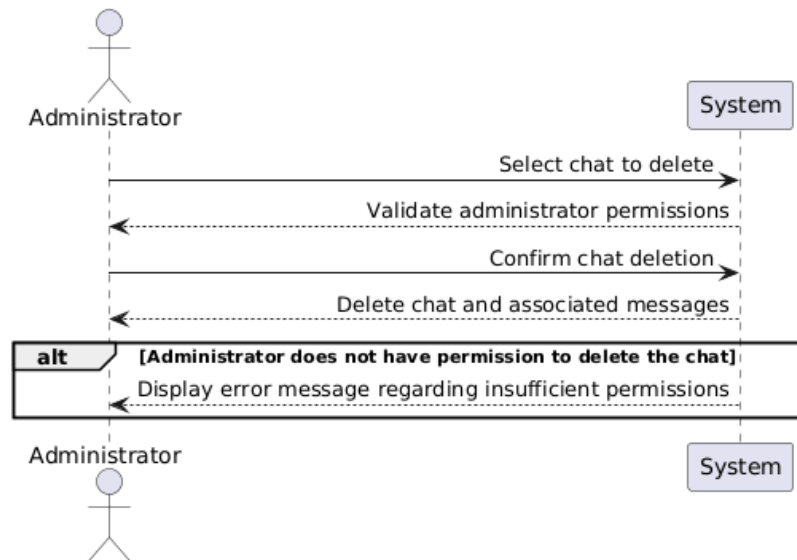 Administrator
System
Select chat to delete
Validate administrator permissions
Confirm chat deletion
Delete chat and associated messages
alt [Administrator does not have permission to delete the chat]
Display error message regarding insufficient permissions
Administrator
System